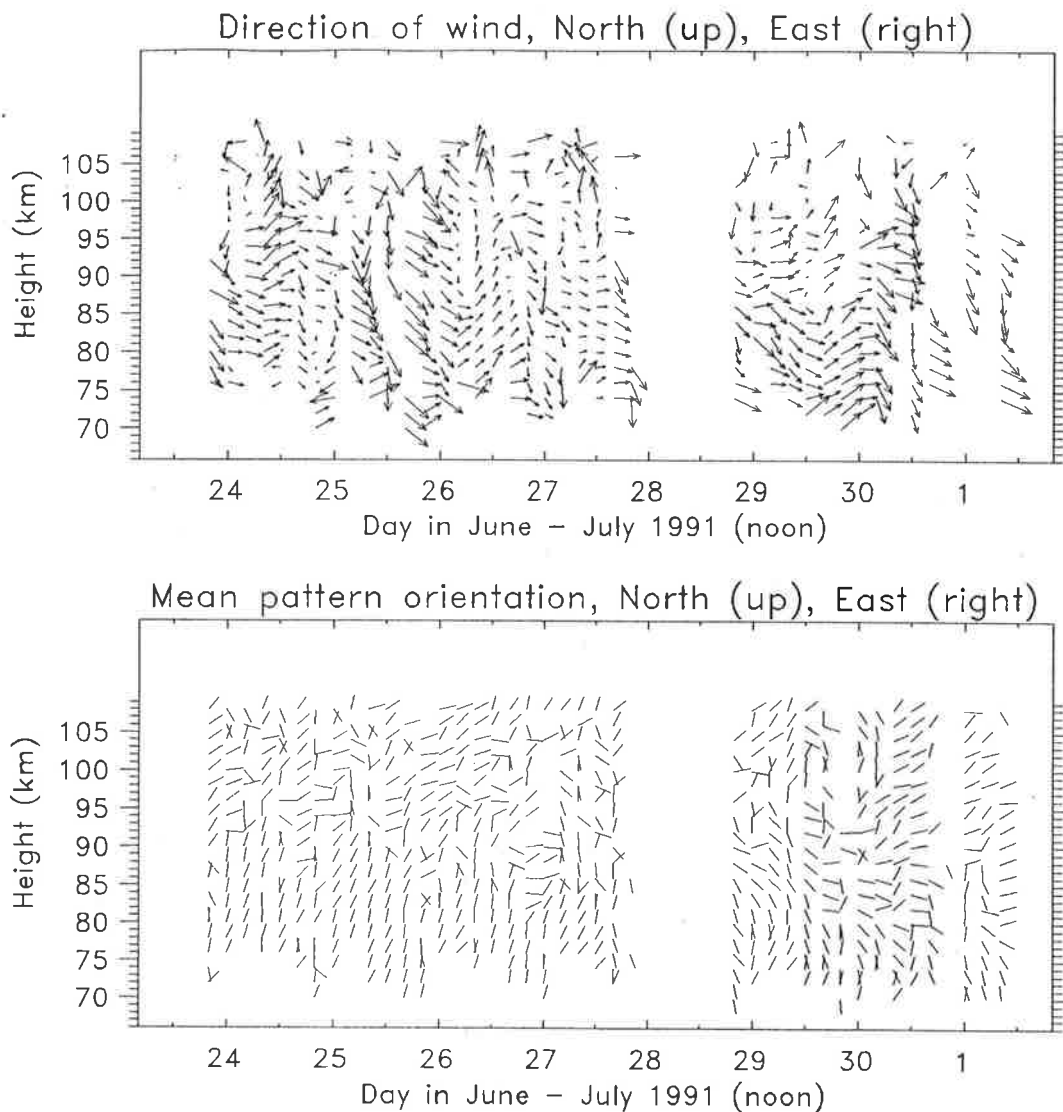 Direction of wind, North (up), East (right)
Height (km)
105
100
95
90
85
80
75
70
24 25 26 27 28 29 30 1
Day in June – July 1991 (noon)
Mean pattern orientation, North (up), East (right)
Height (km)
105
100
95
90
85
80
75
70
24 25 26 27 28 29 30 1
Day in June – July 1991 (noon)